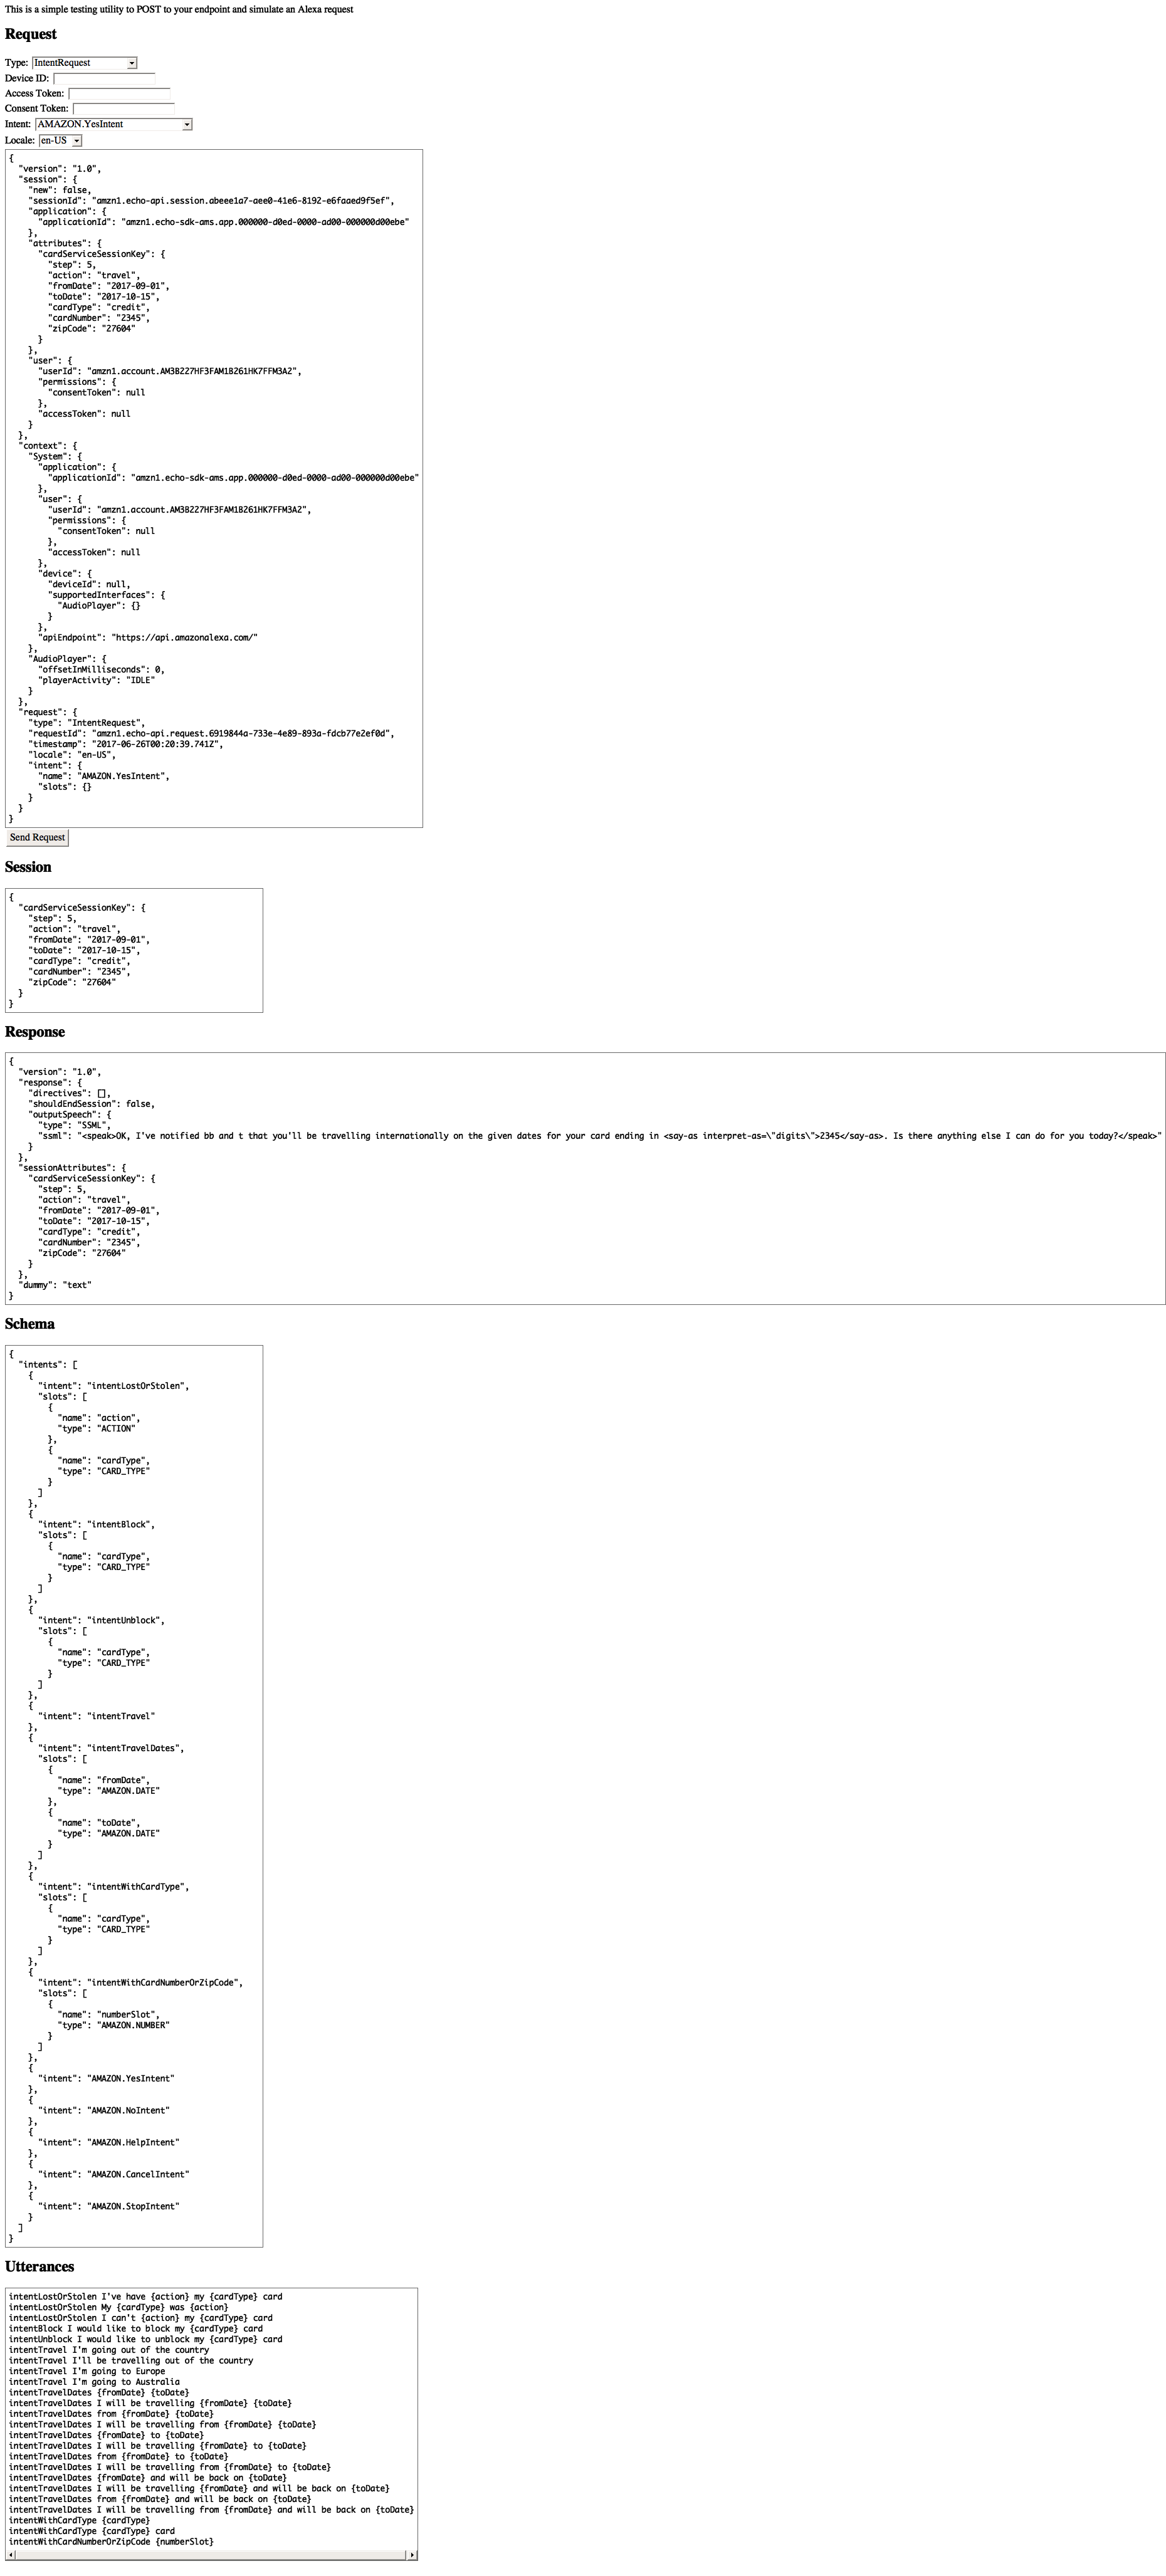 This is a simple testing utility to POST to your endpoint and simulate an Alexa request
Request
Type: IntentRequest
Device ID:
Access Token:
Consent Token:
Intent: AMAZON.YesIntent
Locale: en-US
{
  "version": "1.0",
  "session": {
    "new": false,
    "sessionId": "amzn1.echo-api.session.abeee1a7-aee0-41e6-8192-e6faaed9f5ef",
    "application": {
      "applicationId": "amzn1.echo-sdk-ams.app.000000-d0ed-0000-ad00-000000d00ebe"
    },
    "attributes": {
      "cardServiceSessionKey": {
        "step": 5,
        "action": "travel",
        "fromDate": "2017-09-01",
        "toDate": "2017-10-15",
        "cardType": "credit",
        "cardNumber": "2345",
        "zipCode": "27604"
      }
    },
    "user": {
      "userId": "amzn1.account.AM3B227HF3FAM1B261HK7FFM3A2",
      "permissions": {
        "consentToken": null
      },
      "accessToken": null
    }
  },
  "context": {
    "System": {
      "application": {
        "applicationId": "amzn1.echo-sdk-ams.app.000000-d0ed-0000-ad00-000000d00ebe"
      },
      "user": {
        "userId": "amzn1.account.AM3B227HF3FAM1B261HK7FFM3A2",
        "permissions": {
          "consentToken": null
        },
        "accessToken": null
      },
      "device": {
        "deviceId": null,
        "supportedInterfaces": {
          "AudioPlayer": {}
        }
      },
      "apiEndpoint": "https://api.amazonalexa.com/"
    },
    "AudioPlayer": {
      "offsetInMilliseconds": 0,
      "playerActivity": "IDLE"
    }
  },
  "request": {
    "type": "IntentRequest",
    "requestId": "amzn1.echo-api.request.6919844a-733e-4e89-893a-fdcb77e2ef0d",
    "timestamp": "2017-06-26T00:20:39.741Z",
    "locale": "en-US",
    "intent": {
      "name": "AMAZON.YesIntent",
      "slots": {}
    }
  }
}
Send Request
Session
{
  "cardServiceSessionKey": {
    "step": 5,
    "action": "travel",
    "fromDate": "2017-09-01",
    "toDate": "2017-10-15",
    "cardType": "credit",
    "cardNumber": "2345",
    "zipCode": "27604"
  }
}
Response
{
  "version": "1.0",
  "response": {
    "directives": [],
    "shouldEndSession": false,
    "outputSpeech": {
      "type": "SSML",
      "ssml": "<speak>OK, I've notified bb and t that you'll be travelling internationally on the given dates for your card ending in <say-as interpret-as=\"digits\">2345</say-as>. Is there anything else I can do for you today?</speak>"
    }
  },
  "sessionAttributes": {
    "cardServiceSessionKey": {
      "step": 5,
      "action": "travel",
      "fromDate": "2017-09-01",
      "toDate": "2017-10-15",
      "cardType": "credit",
      "cardNumber": "2345",
      "zipCode": "27604"
    }
  },
  "dummy": "text"
}
Schema
{
  "intents": [
    {
      "intent": "intentLostOrStolen",
      "slots": [
        {
          "name": "action",
          "type": "ACTION"
        },
        {
          "name": "cardType",
          "type": "CARD_TYPE"
        }
      ]
    },
    {
      "intent": "intentBlock",
      "slots": [
        {
          "name": "cardType",
          "type": "CARD_TYPE"
        }
      ]
    },
    {
      "intent": "intentUnblock",
      "slots": [
        {
          "name": "cardType",
          "type": "CARD_TYPE"
        }
      ]
    },
    {
      "intent": "intentTravel"
    },
    {
      "intent": "intentTravelDates",
      "slots": [
        {
          "name": "fromDate",
          "type": "AMAZON.DATE"
        },
        {
          "name": "toDate",
          "type": "AMAZON.DATE"
        }
      ]
    },
    {
      "intent": "intentWithCardType",
      "slots": [
        {
          "name": "cardType",
          "type": "CARD_TYPE"
        }
      ]
    },
    {
      "intent": "intentWithCardNumberOrZipCode",
      "slots": [
        {
          "name": "numberSlot",
          "type": "AMAZON.NUMBER"
        }
      ]
    },
    {
      "intent": "AMAZON.YesIntent"
    },
    {
      "intent": "AMAZON.NoIntent"
    },
    {
      "intent": "AMAZON.HelpIntent"
    },
    {
      "intent": "AMAZON.CancelIntent"
    },
    {
      "intent": "AMAZON.StopIntent"
    }
  ]
}
Utterances
intentLostOrStolen I've have {action} my {cardType} card
intentLostOrStolen My {cardType} was {action}
intentLostOrStolen I can't {action} my {cardType} card
intentBlock I would like to block my {cardType} card
intentUnblock I would like to unblock my {cardType} card
intentTravel I'm going out of the country
intentTravel I'll be travelling out of the country
intentTravel I'm going to Europe
intentTravel I'm going to Australia
intentTravelDates {fromDate} {toDate}
intentTravelDates I will be travelling {fromDate} {toDate}
intentTravelDates from {fromDate} {toDate}
intentTravelDates I will be travelling from {fromDate} {toDate}
intentTravelDates {fromDate} to {toDate}
intentTravelDates I will be travelling {fromDate} to {toDate}
intentTravelDates from {fromDate} to {toDate}
intentTravelDates I will be travelling from {fromDate} to {toDate}
intentTravelDates {fromDate} and will be back on {toDate}
intentTravelDates I will be travelling {fromDate} and will be back on {toDate}
intentTravelDates from {fromDate} and will be back on {toDate}
intentTravelDates I will be travelling from {fromDate} and will be back on {toDate}
intentWithCardType {cardType}
intentWithCardType {cardType} card
intentWithCardNumberOrZipCode {numberSlot}